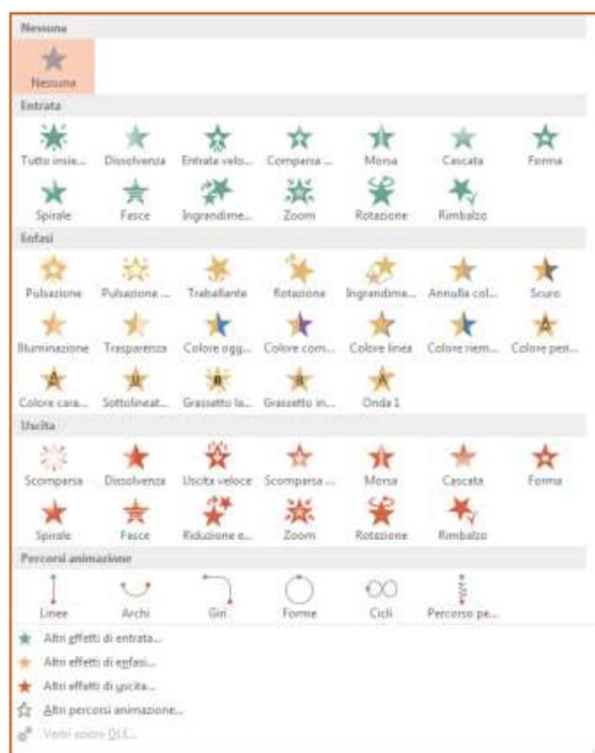 Nessuna
Nessuna
Entrata
Tutto insie... Dissolvenza Entrata velo... Comparsa ... Morsa Cascata Forma
Spirale Fasce Ingrandime... Zoom Rotazione Rimbalzo
Enfasi
Pulsazione Pulsazione ... Traballante Rotazione Ingrandime... Annulla col... Scuro
Illuminazione Trasparenza Colore ogg... Colore com... Colore linea Colore riem... Colore pen...
Colore cara... Sottolineat... Grassetto la... Grassetto in... Onda 1
Uscita
Scomparsa Dissolvenza Uscita veloce Scomparsa ... Morsa Cascata Forma
Spirale Fasce Riduzione e... Zoom Rotazione Rimbalzo
Percorsi animazione
Linee Archi Giri Forme Cicli Percorso pe...
Altri effetti di entrata...
Altri effetti di enfasi...
Altri effetti di uscita...
Altri percorsi animazione...
Verbi azioni OLE...